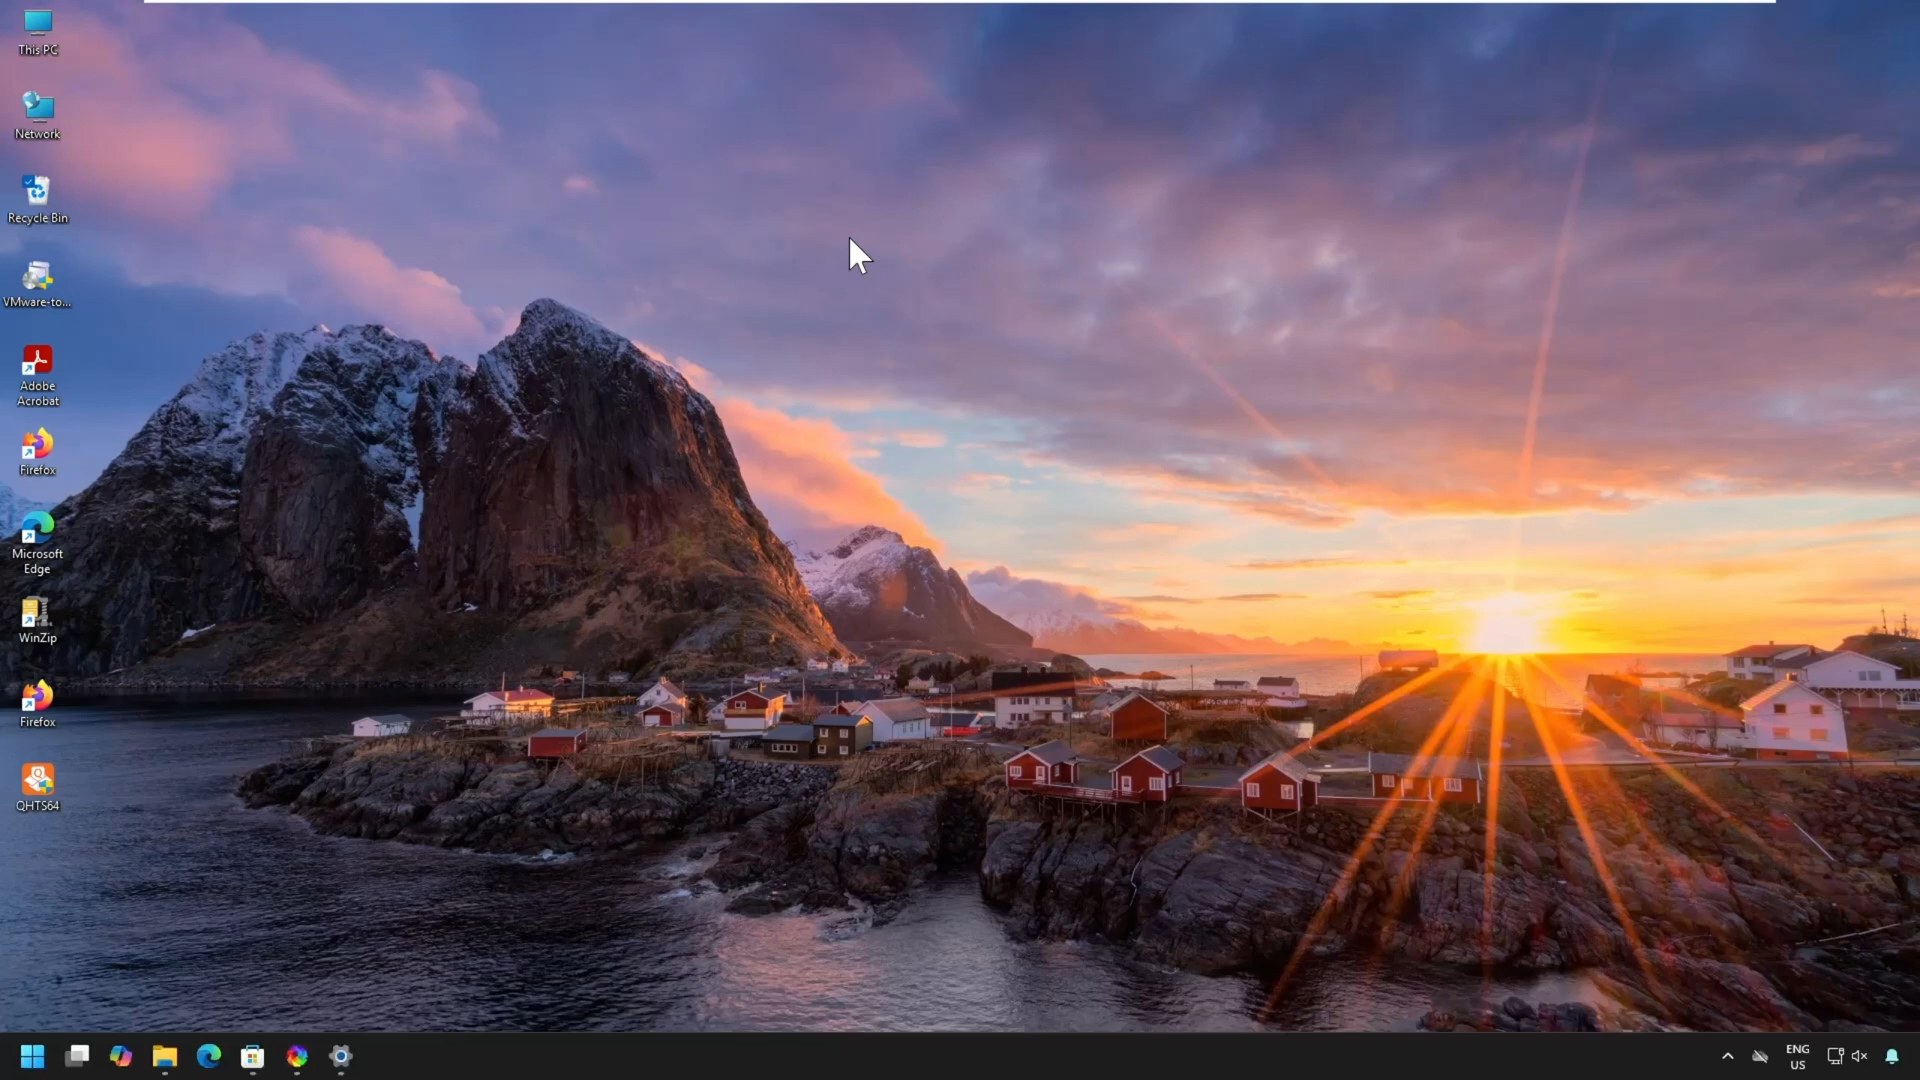 This PC
Network
Recycle Bin
VMware-to...
Adobe
Acrobat
Firefox
Microsoft
Edge
WinZip
Firefox
QHTS64
ENG
US